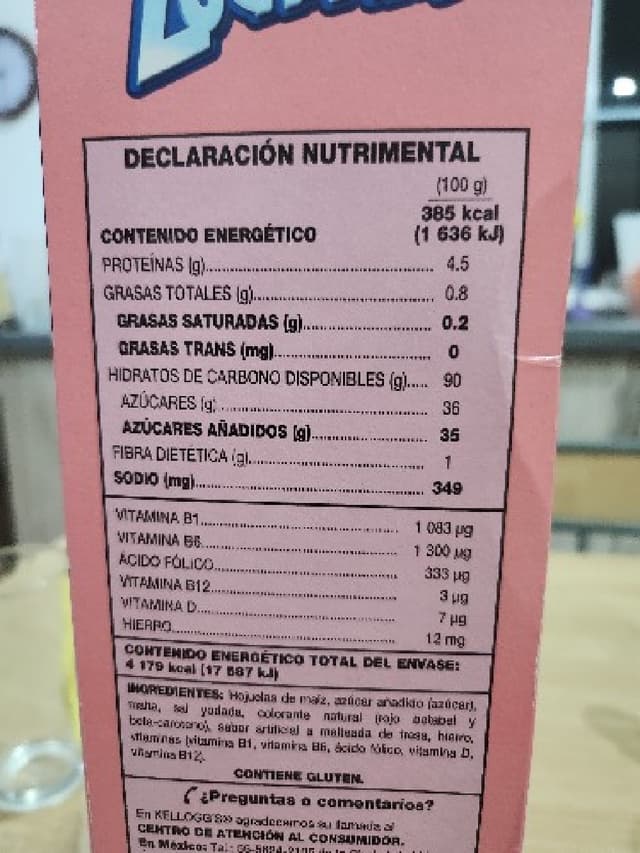 DECLARACIÓN NUTRIMENTAL
(100 g)
CONTENIDO ENERGÉTICO 385 kcal
(1 636 kJ)
PROTEÍNAS (g) 4.5
GRASAS TOTALES (g) 0.8
GRASAS SATURADAS (g) 0.2
GRASAS TRANS (mg) 0
HIDRATOS DE CARBONO DISPONIBLES (g) 90
AZÚCARES (g) 36
AZÚCARES AÑADIDOS (g) 35
FIBRA DIETÉTICA (g) 1
SODIO (mg) 349
VITAMINA B1 1 083 µg
VITAMINA B6 1 300 µg
ÁCIDO FÓLICO 333 µg
VITAMINA B12 3 µg
VITAMINA D 7 µg
HIERRO 12 mg
CONTENIDO ENERGÉTICO TOTAL DEL ENVASE:
4 179 kcal (17 687 kJ)
INGREDIENTES: Hojuelas de maíz, azúcar añadido (azúcar),
malta, sal yodada, colorante natural (rojo betabel y
beta-caroteno), sabor artificial a malteada de fresa, hierro,
vitaminas (vitamina B1, vitamina B6, ácido fólico, vitamina D,
vitamina B12).
CONTIENE GLUTEN.
¿Preguntas o comentarios?
En KELLOGG'S® agradecemos su llamada al
CENTRO DE ATENCIÓN AL CONSUMIDOR.
En México: Tel.: